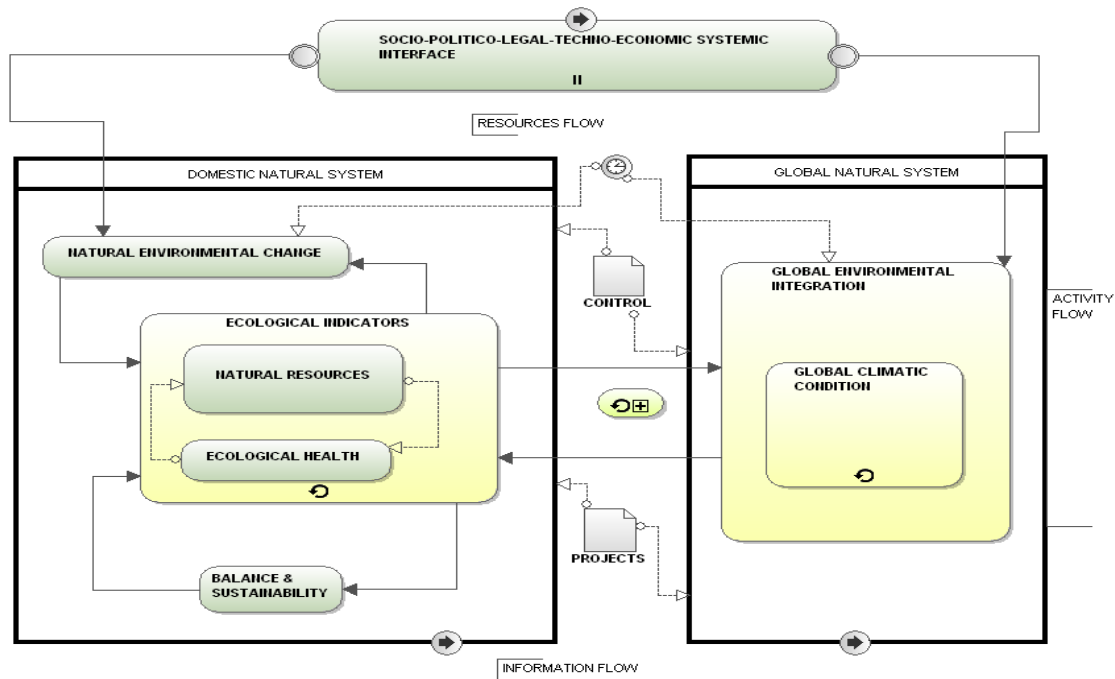 SOCIO-POLITICO-LEGAL-TECHNO-ECONOMIC SYSTEMIC
INTERFACE
RESOURCES FLOW
DOMESTIC NATURAL SYSTEM
GLOBAL NATURAL SYSTEM
NATURAL ENVIRONMENTAL CHANGE
GLOBAL ENVIRONMENTAL
INTEGRATION
CONTROL
ACTIVITY
FLOW
ECOLOGICAL INDICATORS
NATURAL RESOURCES
GLOBAL CLIMATIC
CONDITION
ECOLOGICAL HEALTH
PROJECTS
BALANCE &
SUSTAINABILITY
INFORMATION FLOW